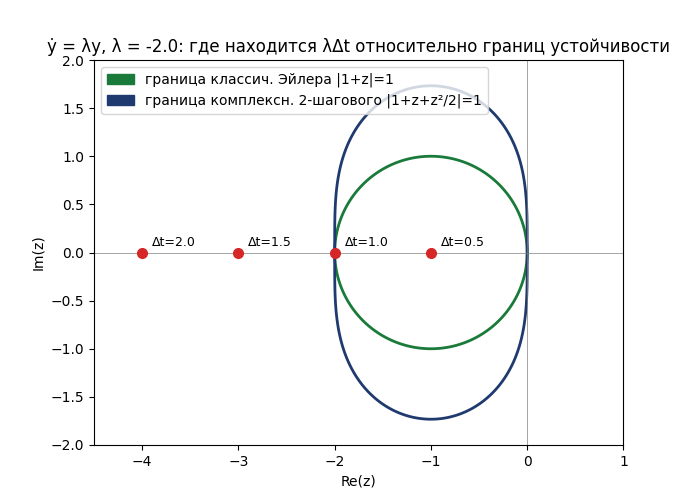 ẏ = λy, λ = -2.0: где находится λΔt относительно границ устойчивости
граница классич. Эйлера |1+z|=1
граница комплексн. 2-шагового |1+z+z²/2|=1
2.0
1.5
1.0
0.5
0.0
−0.5
−1.0
−1.5
−2.0
Im(z)
Δt=2.0 Δt=1.5 Δt=1.0 Δt=0.5
−4 −3 −2 −1 0 1
Re(z)